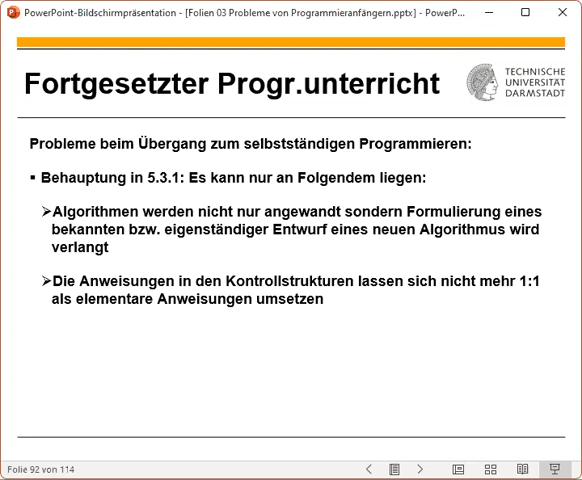 PowerPoint-Bildschirmpräsentation - [Folien 03 Probleme von Programmieranfängern.pptx] - PowerP...
Fortgesetzter Progr.unterricht
TECHNISCHE
UNIVERSITÄT
DARMSTADT
Probleme beim Übergang zum selbstständigen Programmieren:
▪ Behauptung in 5.3.1: Es kann nur an Folgendem liegen:
➢Algorithmen werden nicht nur angewandt sondern Formulierung eines
bekannten bzw. eigenständiger Entwurf eines neuen Algorithmus wird
verlangt
➢Die Anweisungen in den Kontrollstrukturen lassen sich nicht mehr 1:1
als elementare Anweisungen umsetzen
Folie 92 von 114